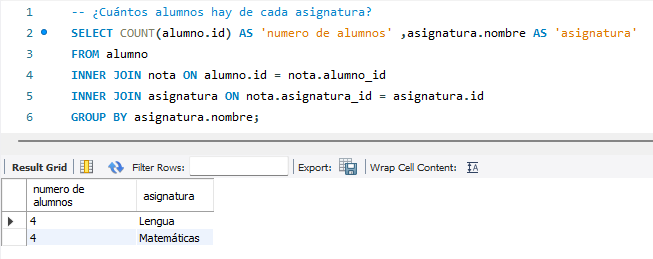 1 -- ¿Cuántos alumnos hay de cada asignatura?
2 SELECT COUNT(alumno.id) AS 'numero de alumnos' ,asignatura.nombre AS 'asignatura'
3 FROM alumno
4 INNER JOIN nota ON alumno.id = nota.alumno_id
5 INNER JOIN asignatura ON nota.asignatura_id = asignatura.id
6 GROUP BY asignatura.nombre;
Result Grid Filter Rows: Export: Wrap Cell Content: IA
numero de
alumnos asignatura
4 Lengua
4 Matemáticas